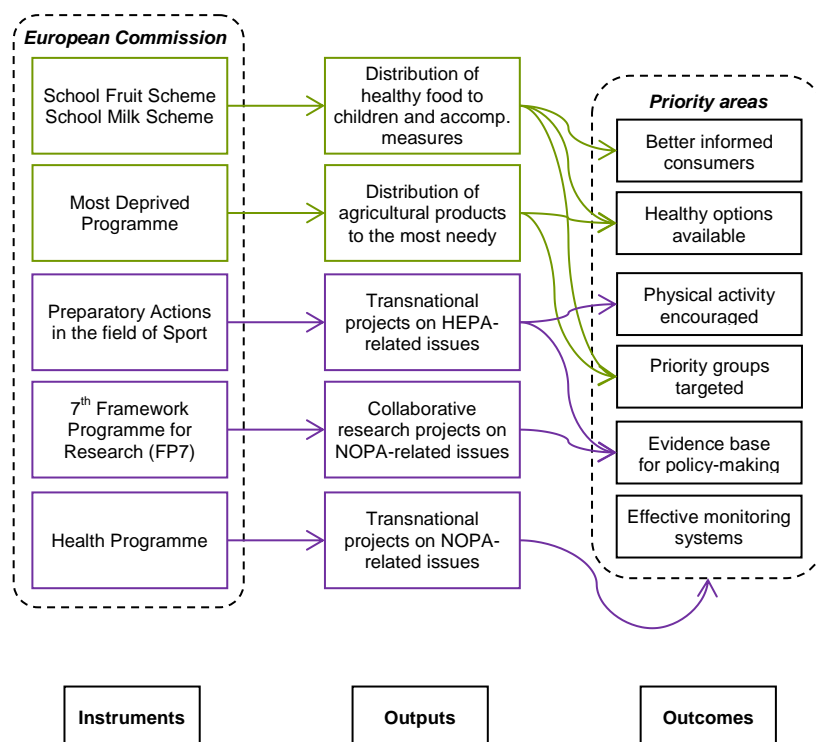 European Commission
School Fruit Scheme
School Milk Scheme
Most Deprived
Programme
Preparatory Actions
in the field of Sport
7th Framework
Programme for
Research (FP7)
Health Programme
Distribution of
healthy food to
children and accomp.
measures
Distribution of
agricultural products
to the most needy
Transnational
projects on HEPA-
related issues
Collaborative
research projects on
NOPA-related issues
Transnational
projects on NOPA-
related issues
Priority areas
Better informed
consumers
Healthy options
available
Physical activity
encouraged
Priority groups
targeted
Evidence base
for policy-making
Effective monitoring
systems
Instruments
Outputs
Outcomes